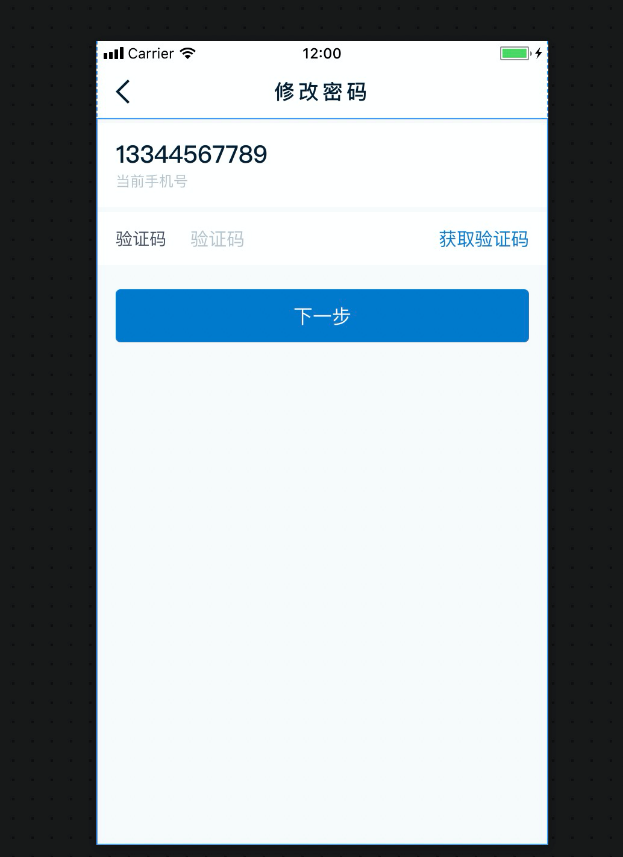 Carrier 12:00
修改密码
13344567789
当前手机号
验证码 验证码 获取验证码
下一步